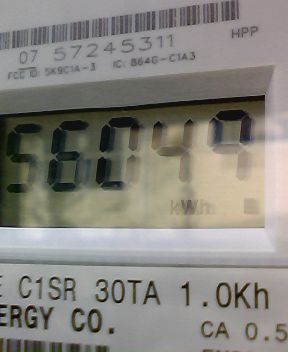 07 57245311
HPP
FCC ID: SK9C1A-3 IC: 864G-C1A3
56049
kWh
E C1SR 30TA 1.0Kh
ERGY CO.
CA 0.5